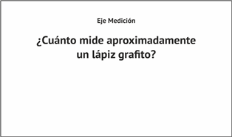 Eje Medición
¿Cuánto mide aproximadamente
un lápiz grafito?